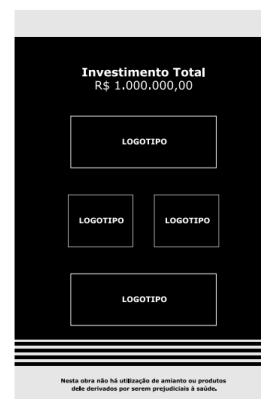 Investimento Total
R$ 1.000.000,00
LOGOTIPO
LOGOTIPO LOGOTIPO
LOGOTIPO
Nesta obra não há utilização de amianto ou produtos
dele derivados por serem prejudiciais à saúde.